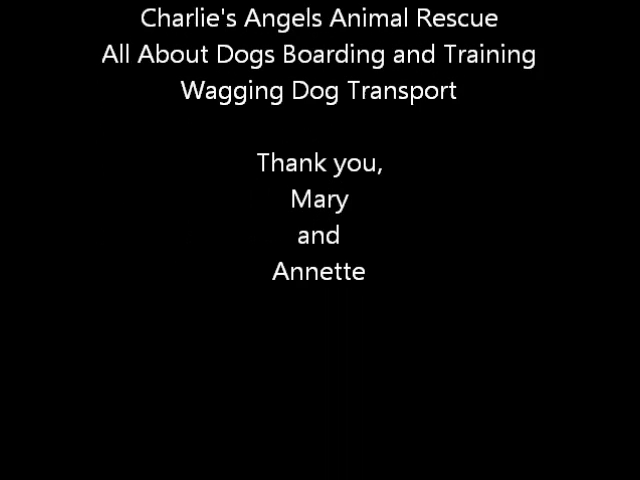 Charlie's Angels Animal Rescue
All About Dogs Boarding and Training
Wagging Dog Transport
Thank you,
Mary
and
Annette